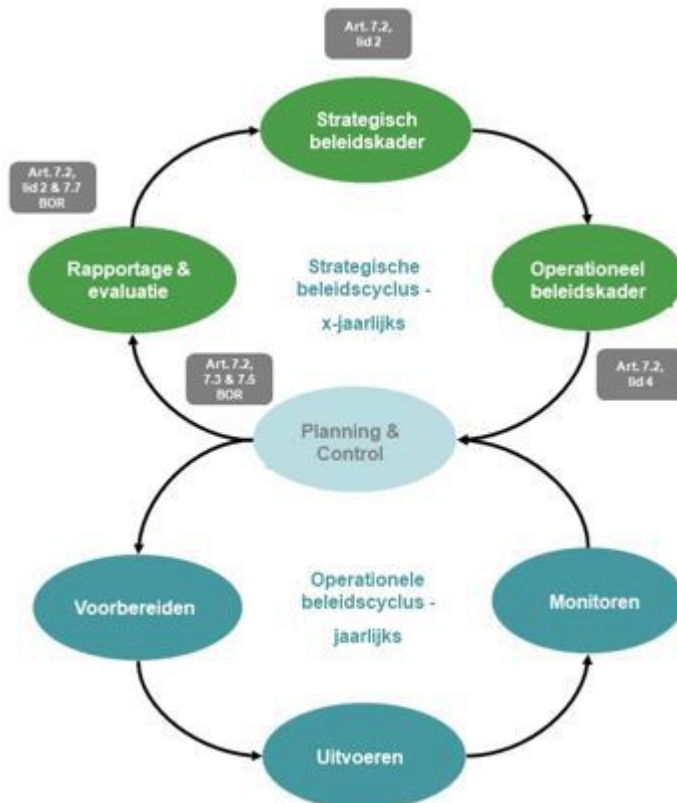 Art. 7.2,
lid 2
Strategisch
beleidskader
Art. 7.2,
lid 2 & 7.7
BOR
Rapportage &
evaluatie
Strategische
beleidscyclus -
x-jaarlijks
Operationeel
beleidskader
Art. 7.2,
7.3 & 7.5
BOR
Art. 7.2,
lid 4
Planning &
Control
Voorbereiden
Operationele
beleidscyclus -
jaarlijks
Monitoren
Uitvoeren